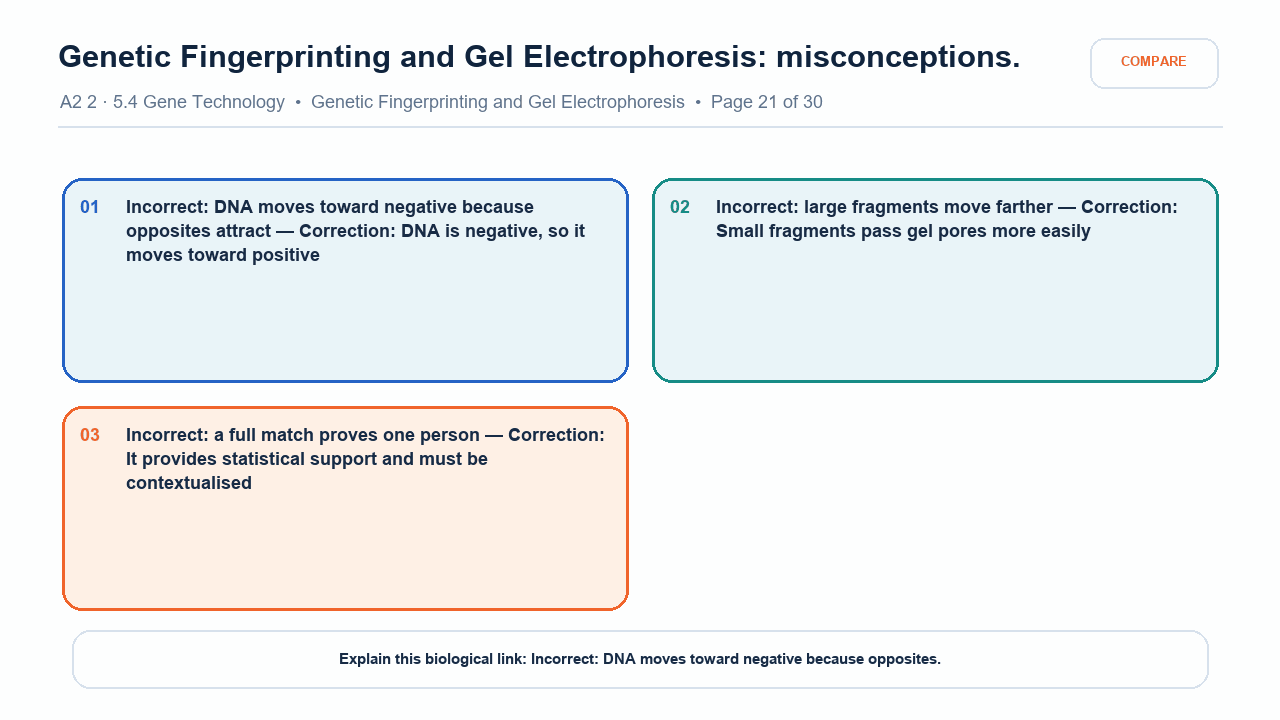 Genetic Fingerprinting and Gel Electrophoresis: misconceptions.
COMPARE
A2 2 · 5.4 Gene Technology • Genetic Fingerprinting and Gel Electrophoresis • Page 21 of 30
01
Incorrect: DNA moves toward negative because
opposites attract — Correction: DNA is negative, so it
moves toward positive
02
Incorrect: large fragments move farther — Correction:
Small fragments pass gel pores more easily
03
Incorrect: a full match proves one person — Correction:
It provides statistical support and must be
contextualised
Explain this biological link: Incorrect: DNA moves toward negative because opposites.